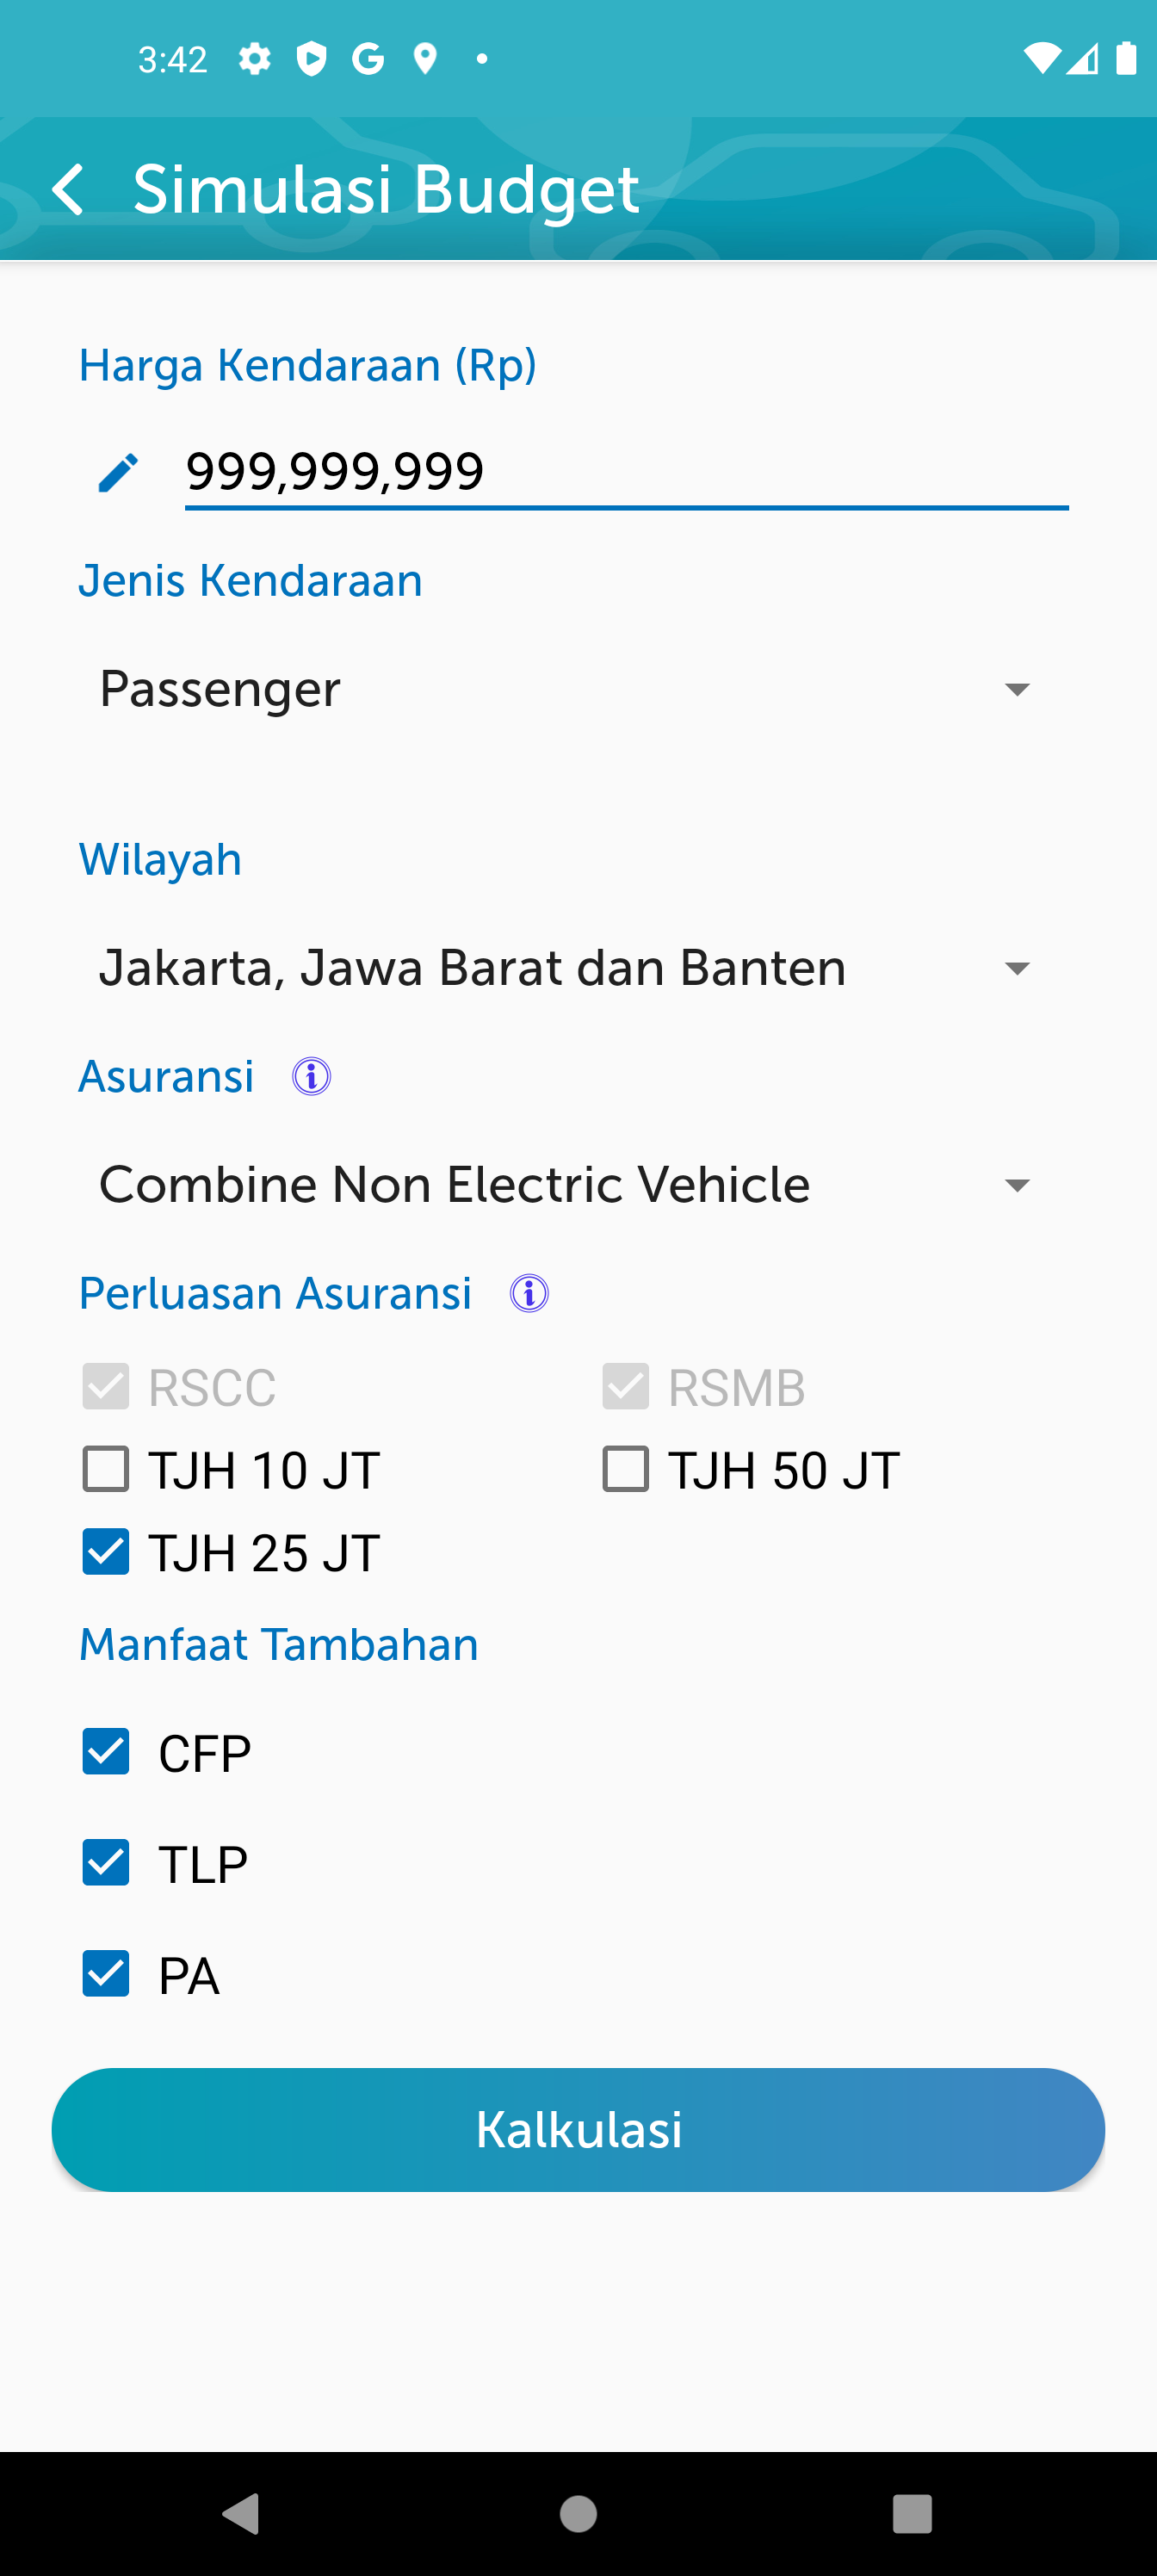 3:42
Simulasi Budget
Harga Kendaraan (Rp)
999,999,999
Jenis Kendaraan
Passenger
Wilayah
Jakarta, Jawa Barat dan Banten
Asuransi
Combine Non Electric Vehicle
Perluasan Asuransi
RSCC RSMB
TJH 10 JT TJH 50 JT
TJH 25 JT
Manfaat Tambahan
CFP
TLP
PA
Kalkulasi